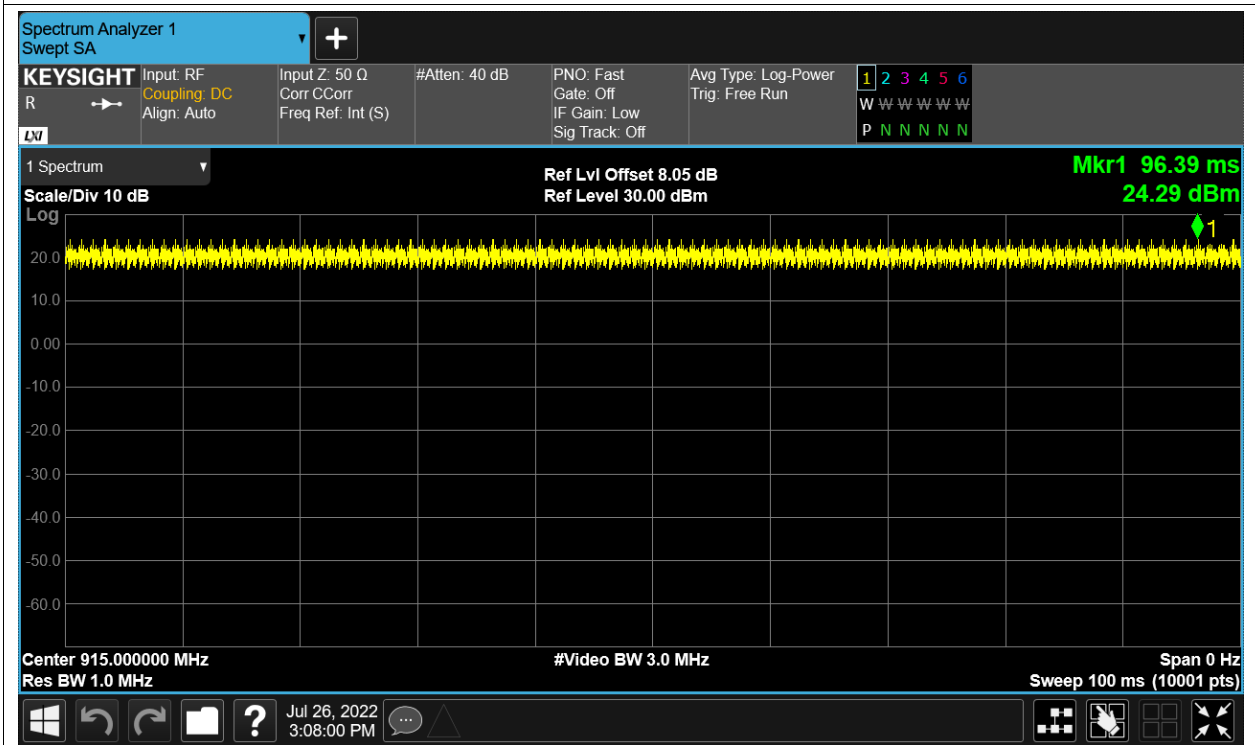 Spectrum Analyzer 1
Swept SA
KEYSIGHT
R
LXI
Input: RF
Coupling: DC
Align: Auto
Input Z: 50 Ω
Corr CCorr
Freq Ref: Int (S)
#Atten: 40 dB
PNO: Fast
Gate: Off
IF Gain: Low
Sig Track: Off
Avg Type: Log-Power
Trig: Free Run
1 2 3 4 5 6
W W W W W W
P N N N N N
1 Spectrum
Scale/Div 10 dB
Log
Ref Lvl Offset 8.05 dB
Ref Level 30.00 dBm
Mkr1 96.39 ms
24.29 dBm
1
20.0
10.0
0.00
-10.0
-20.0
-30.0
-40.0
-50.0
-60.0
Center 915.000000 MHz
Res BW 1.0 MHz
#Video BW 3.0 MHz
Span 0 Hz
Sweep 100 ms (10001 pts)
?
Jul 26, 2022
3:08:00 PM